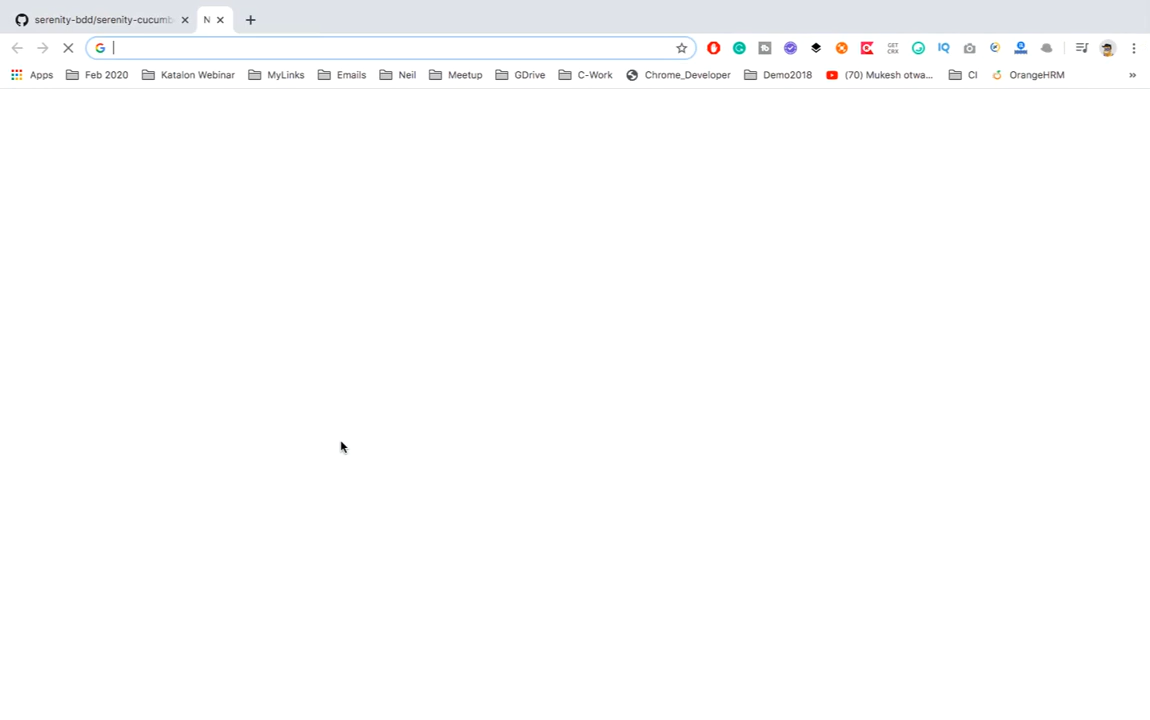 serenity-bdd/serenity-cucumb
N
Apps Feb 2020 Katalon Webinar MyLinks Emails Neil Meetup GDrive C-Work Chrome_Developer Demo2018 (70) Mukesh otwa... CI OrangeHRM »